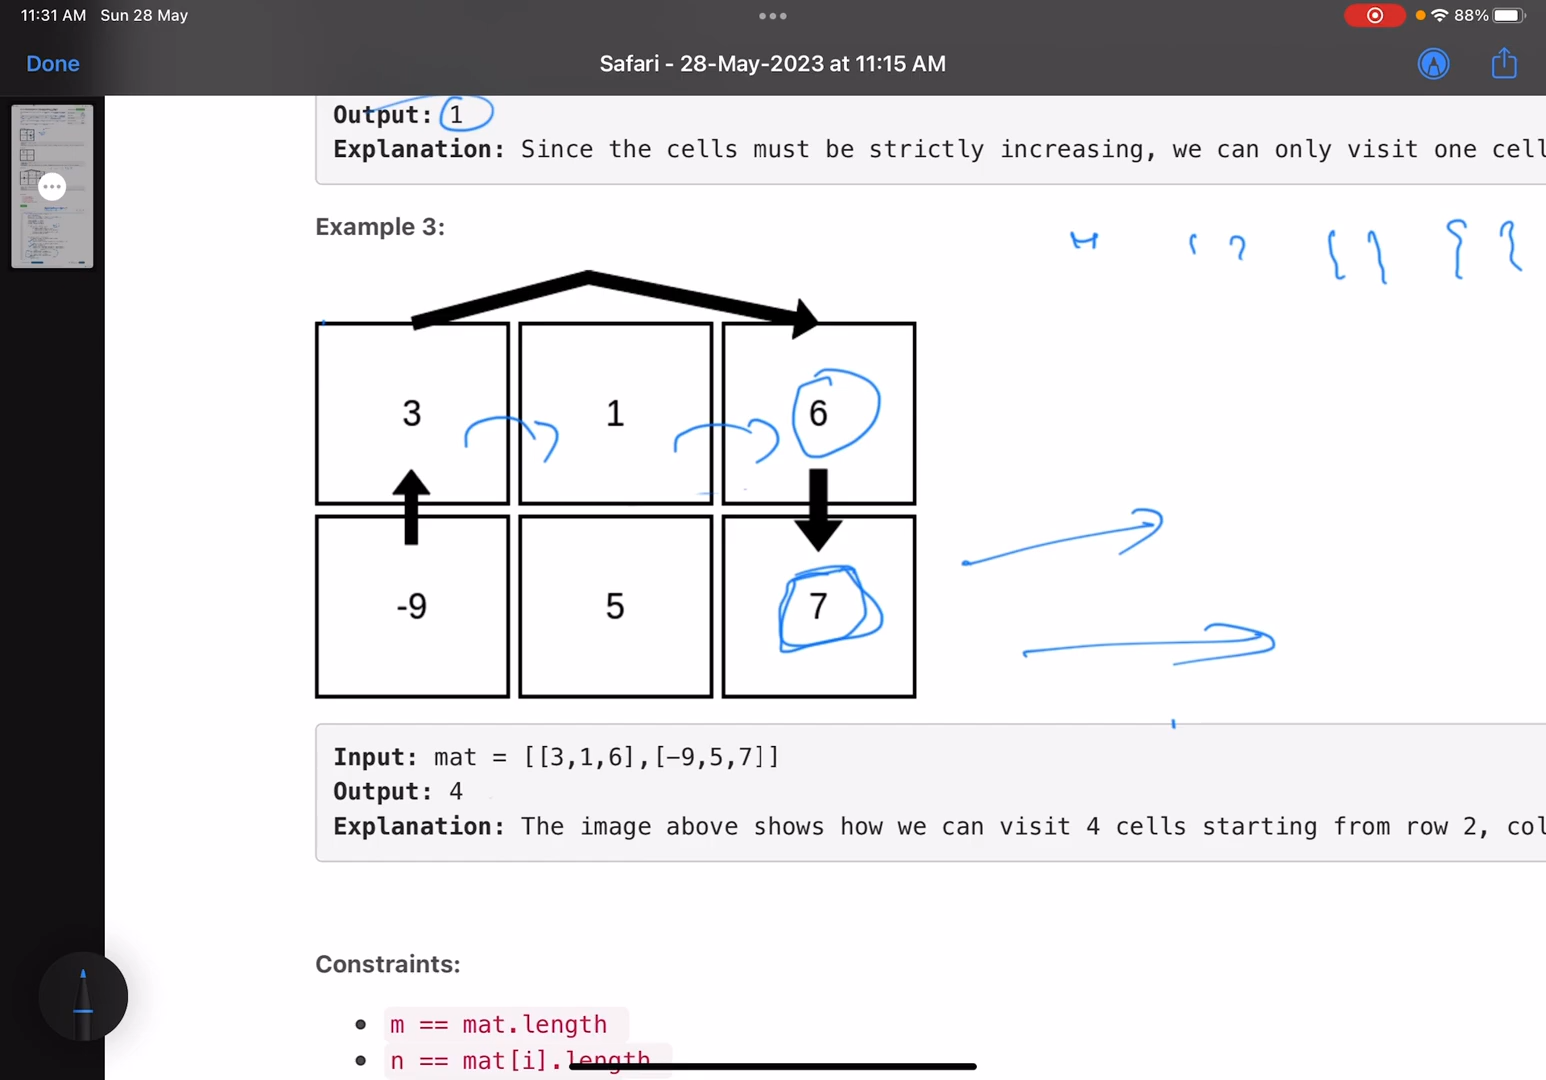 11:31 AM Sun 28 May
88%
Done
Safari - 28-May-2023 at 11:15 AM
Output: 1
Explanation: Since the cells must be strictly increasing, we can only visit one cell
Example 3:
3 1 6
-9 5 7
Input: mat = [[3,1,6],[-9,5,7]]
Output: 4
Explanation: The image above shows how we can visit 4 cells starting from row 2, col
Constraints:
m == mat.length
n == mat[i].length